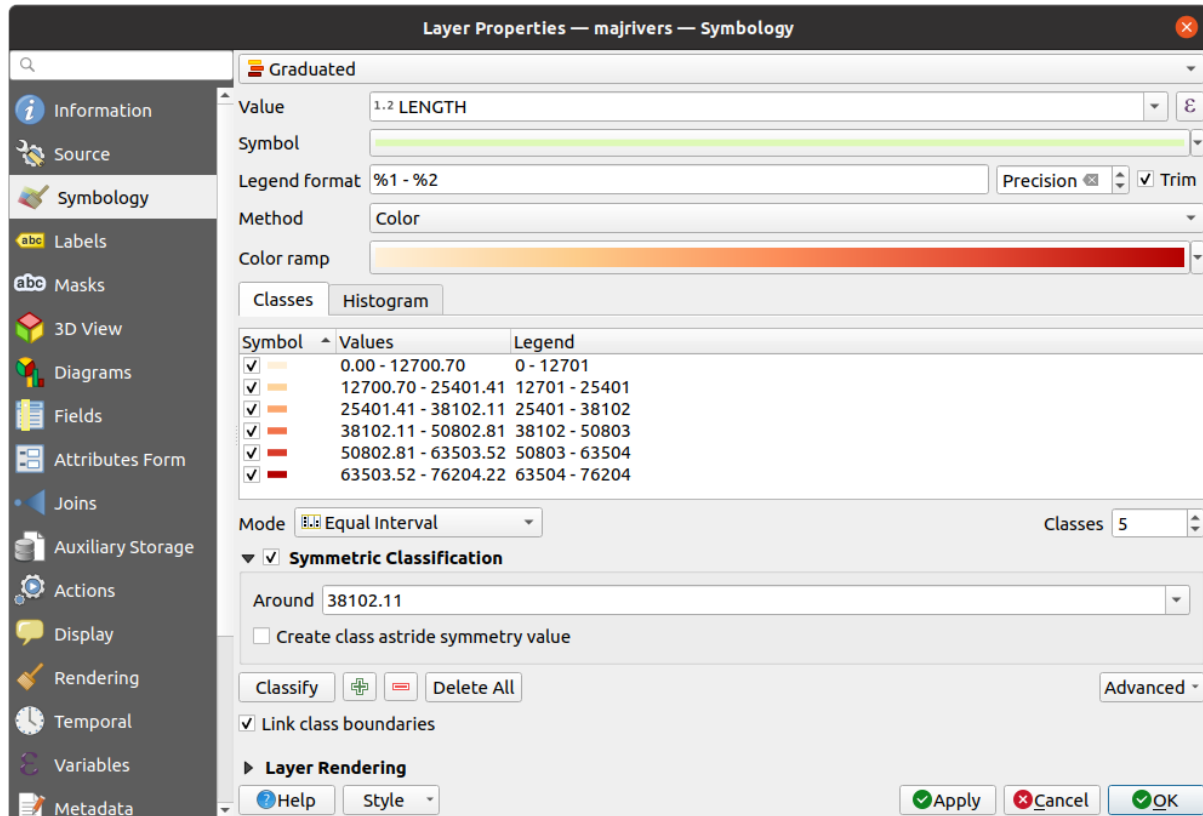 Layer Properties — majrivers — Symbology
Graduated
Information
Source
Symbology
abc Labels
abc Masks
3D View
Diagrams
Fields
Attributes Form
Joins
Auxiliary Storage
Actions
Display
Rendering
Temporal
Variables
Metadata
Value 1.2 LENGTH ε
Symbol
Legend format %1 - %2 Precision Trim
Method Color
Color ramp
Classes Histogram
Symbol Values Legend
0.00 - 12700.70 0 - 12701
12700.70 - 25401.41 12701 - 25401
25401.41 - 38102.11 25401 - 38102
38102.11 - 50802.81 38102 - 50803
50802.81 - 63503.52 50803 - 63504
63503.52 - 76204.22 63504 - 76204
Mode Equal Interval Classes 5
Symmetric Classification
Around 38102.11
Create class astride symmetry value
Classify Delete All Advanced
Link class boundaries
Layer Rendering
Help Style Apply Cancel OK